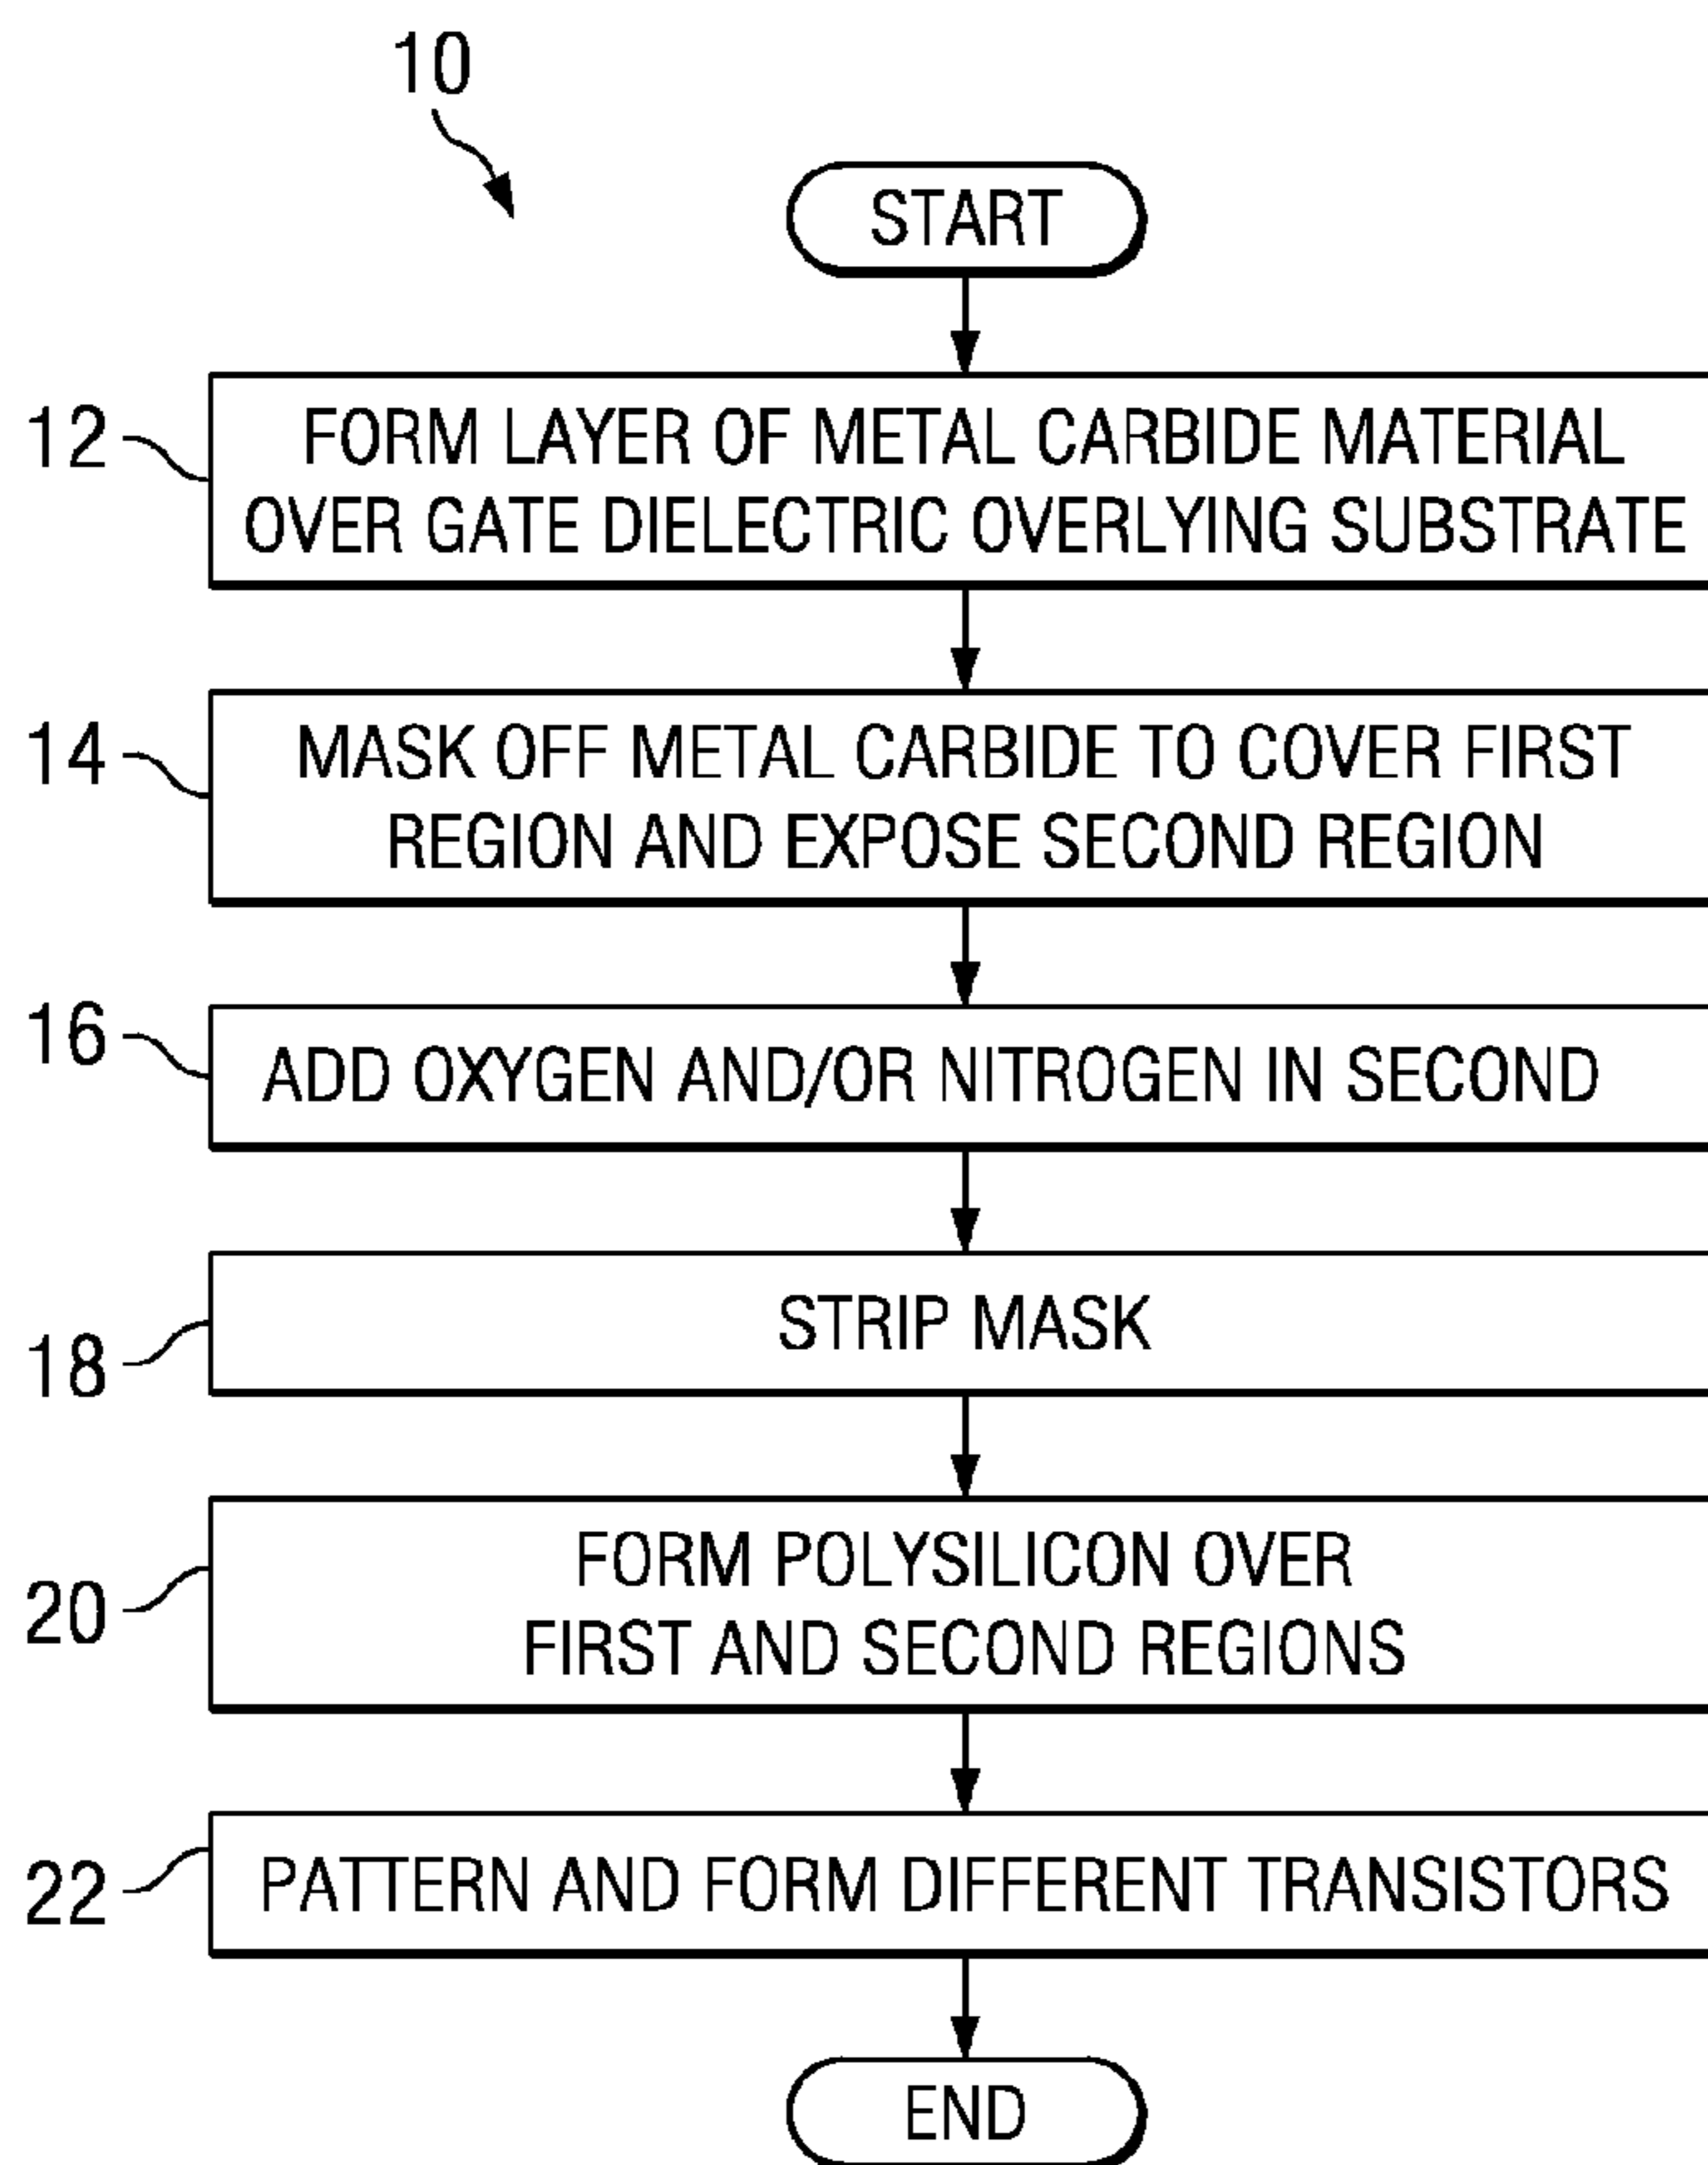 10
START
12
FORM LAYER OF METAL CARBIDE MATERIAL
OVER GATE DIELECTRIC OVERLYING SUBSTRATE
14
MASK OFF METAL CARBIDE TO COVER FIRST
REGION AND EXPOSE SECOND REGION
16
ADD OXYGEN AND/OR NITROGEN IN SECOND
18
STRIP MASK
20
FORM POLYSILICON OVER
FIRST AND SECOND REGIONS
22
PATTERN AND FORM DIFFERENT TRANSISTORS
END